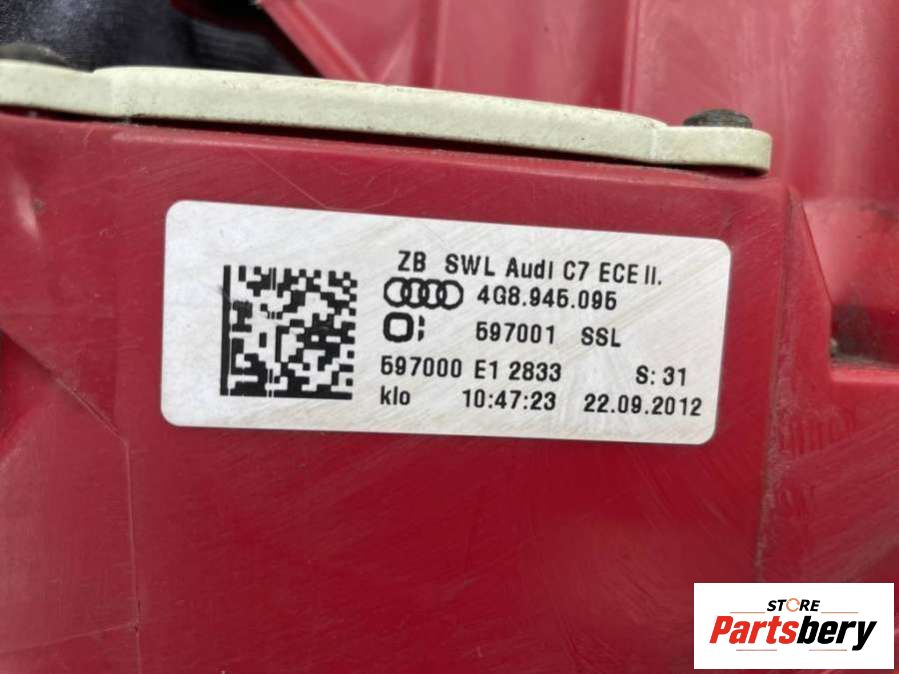 ZB SWL Audi C7 ECE II.
4G8.945.095
597001 SSL
597000 E1 2833 S: 31
klo 10:47:23 22.09.2012
STORE
Partsbery